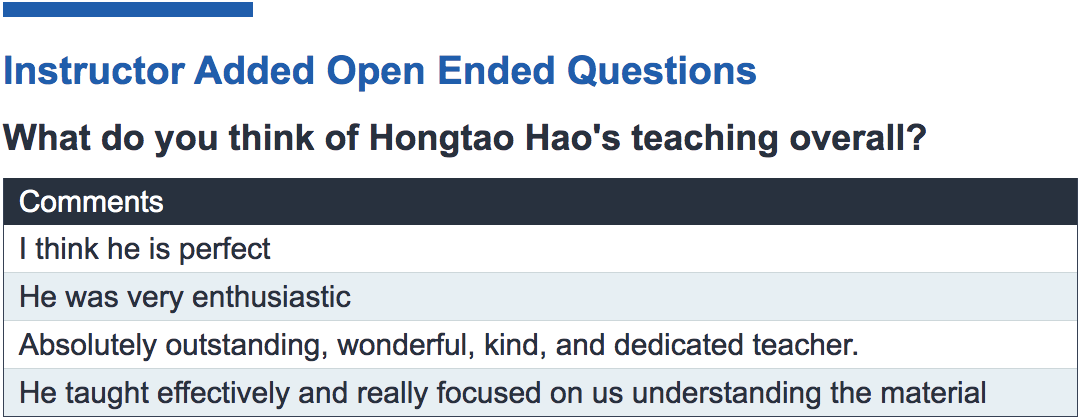 Instructor Added Open Ended Questions
What do you think of Hongtao Hao's teaching overall?
Comments
I think he is perfect
He was very enthusiastic
Absolutely outstanding, wonderful, kind, and dedicated teacher.
He taught effectively and really focused on us understanding the material